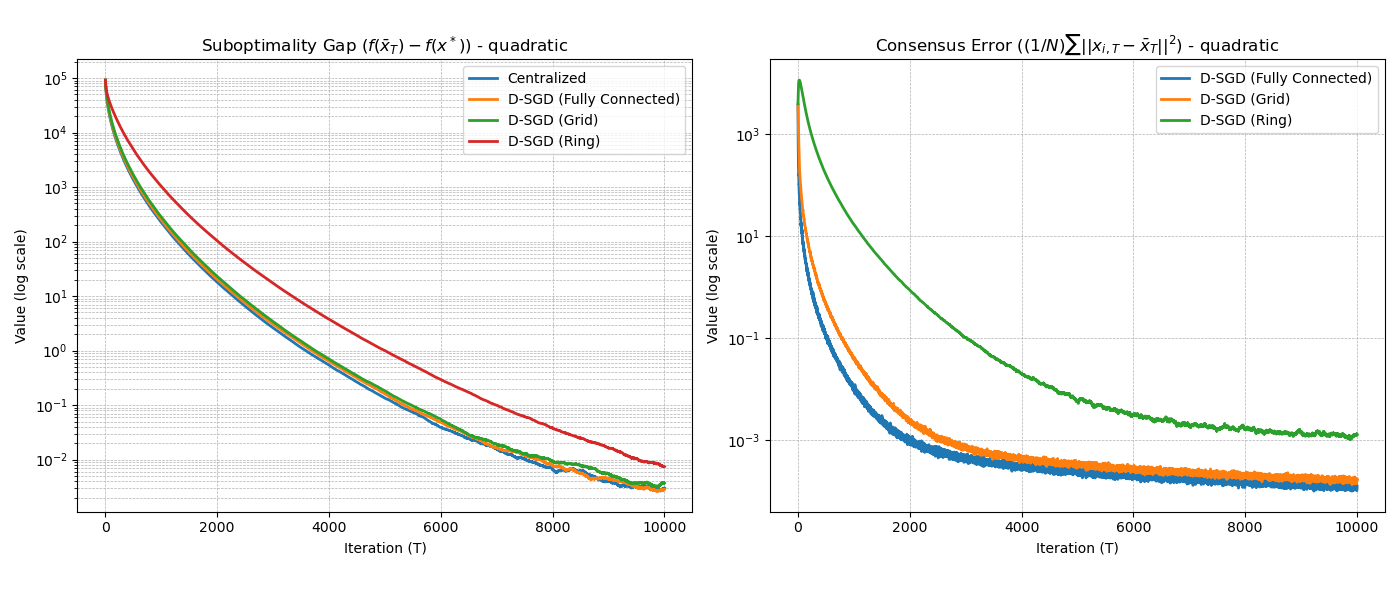 Suboptimality Gap (f(x̄_T) − f(x*)) - quadratic
Value (log scale)
10^5
10^4
10^3
10^2
10^1
10^0
10^−1
10^−2
Centralized
D-SGD (Fully Connected)
D-SGD (Grid)
D-SGD (Ring)
0 2000 4000 6000 8000 10000
Iteration (T)
Consensus Error ((1/N)∑||x_{i,T} − x̄_T||^2) - quadratic
Value (log scale)
10^3
10^1
10^−1
10^−3
D-SGD (Fully Connected)
D-SGD (Grid)
D-SGD (Ring)
0 2000 4000 6000 8000 10000
Iteration (T)